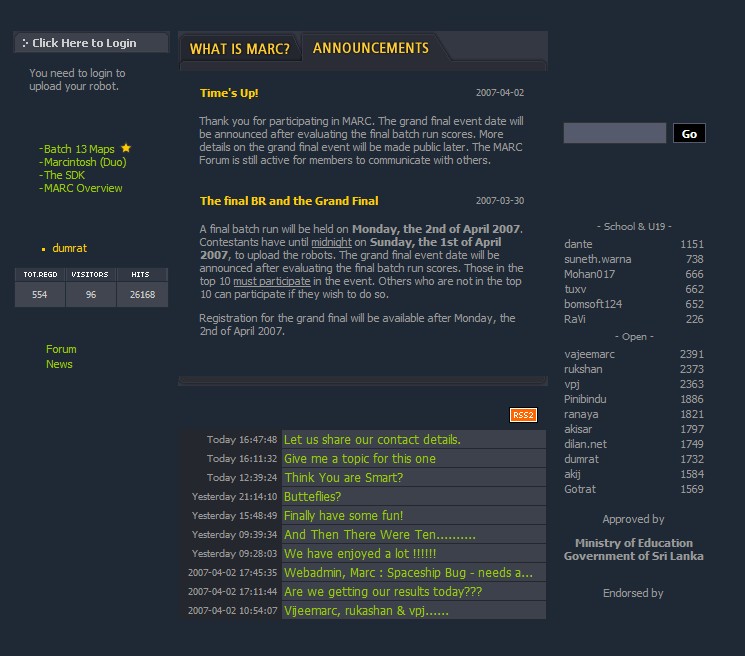 Click Here to Login
You need to login to
upload your robot.
-Batch 13 Maps
-Marcintosh (Duo)
-The SDK
-MARC Overview
dumrat
TOT.REGD VISITORS HITS
554 96 26168
Forum
News
WHAT IS MARC? ANNOUNCEMENTS
Time's Up! 2007-04-02
Thank you for participating in MARC. The grand final event date will
be announced after evaluating the final batch run scores. More
details on the grand final event will be made public later. The MARC
Forum is still active for members to communicate with others.
The final BR and the Grand Final 2007-03-30
A final batch run will be held on Monday, the 2nd of April 2007.
Contestants have until midnight on Sunday, the 1st of April
2007, to upload the robots. The grand final event date will be
announced after evaluating the final batch run scores. Those in the
top 10 must participate in the event. Others who are not in the top
10 can participate if they wish to do so.
Registration for the grand final will be available after Monday, the
2nd of April 2007.
RSS2
Today 16:47:48 Let us share our contact details.
Today 16:11:32 Give me a topic for this one
Today 12:39:24 Think You are Smart?
Yesterday 21:14:10 Butteflies?
Yesterday 15:48:49 Finally have some fun!
Yesterday 09:39:34 And Then There Were Ten..........
Yesterday 09:28:03 We have enjoyed a lot !!!!!!
2007-04-02 17:45:35 Webadmin, Marc : Spaceship Bug - needs a...
2007-04-02 17:11:44 Are we getting our results today???
2007-04-02 10:54:07 Vijeemarc, rukashan & vpj......
Go
- School & U19 -
dante 1151
suneth.warna 738
Mohan017 666
tuxv 662
bomsoft124 652
RaVi 226
- Open -
vajeemarc 2391
rukshan 2373
vpj 2363
Pinibindu 1886
ranaya 1821
akisar 1797
dilan.net 1749
dumrat 1732
akij 1584
Gotrat 1569
Approved by
Ministry of Education
Government of Sri Lanka
Endorsed by